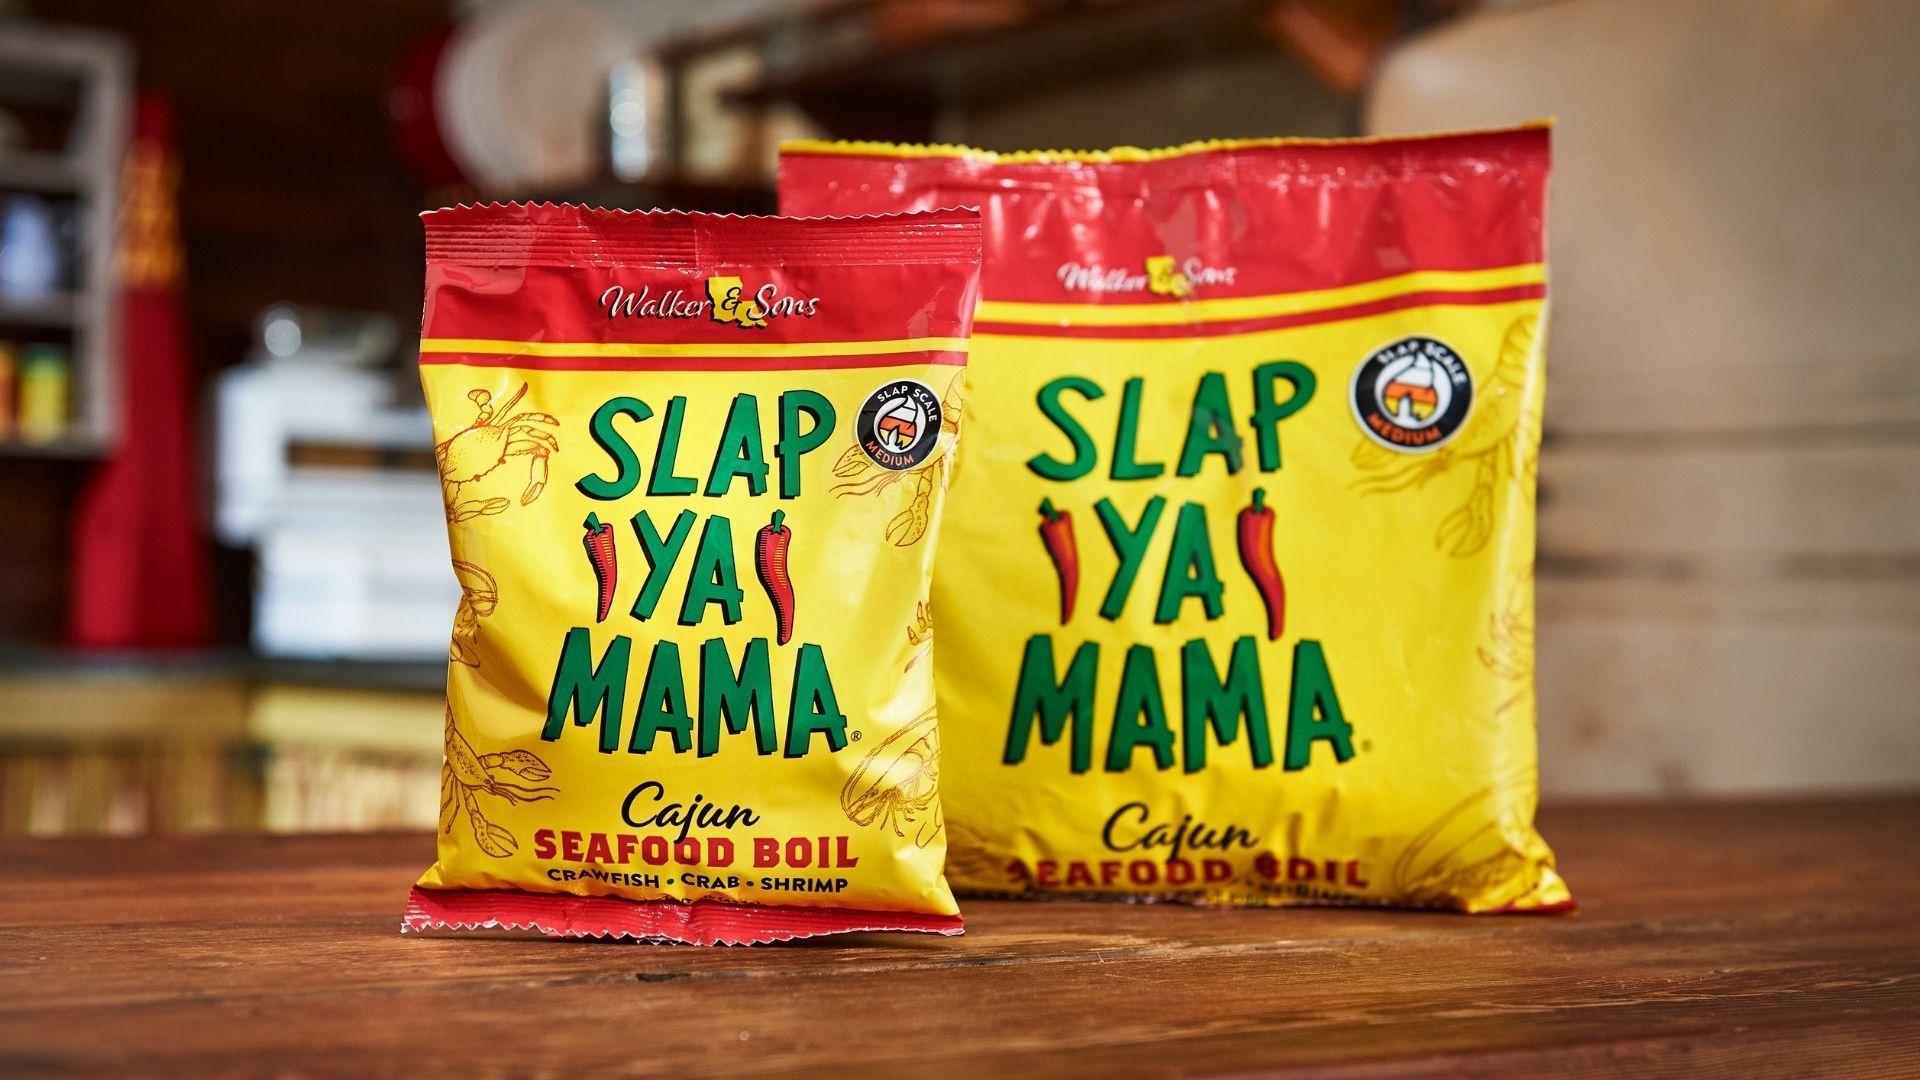 Walker & Sons
SLAP
YA
MAMA®
SLAP SCALE
MEDIUM
Cajun
SEAFOOD BOIL
CRAWFISH • CRAB • SHRIMP
Walker & Sons
SLAP
YA
MAMA
SLAP SCALE
MEDIUM
Cajun
SEAFOOD BOIL